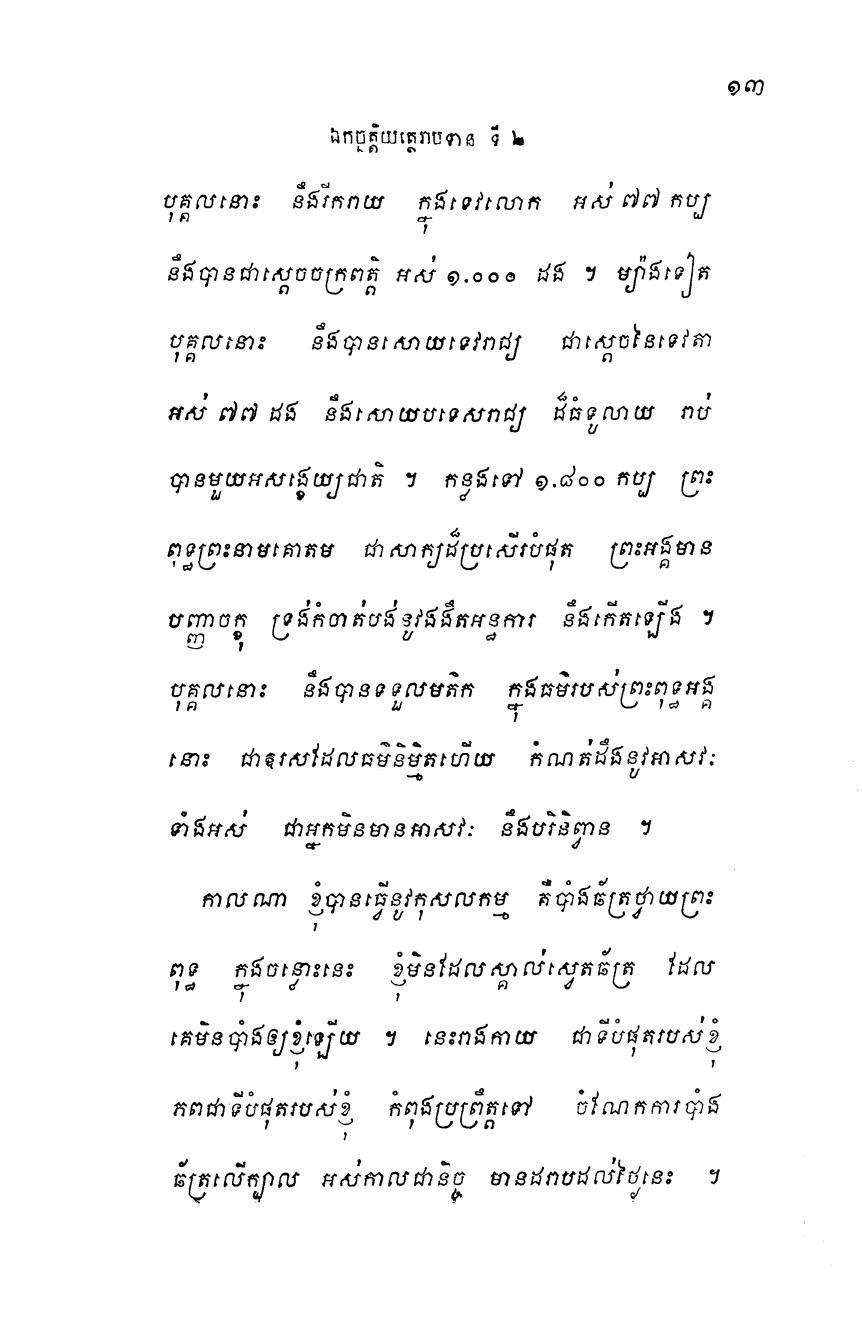 ១៣
ឯកច្ឆត្តិយត្ថេរាបទាន ទី ២
បុគ្គលនោះ នឹងរីករាយ ក្នុងទេវលោក អស់ ៧៧ កប្ប
នឹងបានជាស្តេចចក្រពត្តិ អស់ ១.០០០ ដង ។ ម្យ៉ាងទៀត
បុគ្គលនោះ នឹងបានសោយទេវរាជ្យ ជាស្តេចនៃទេវតា
អស់ ៧៧ ដង នឹងសោយបទេសរាជ្យ ដ៏ធំទូលាយ រាប់
បានមួយអសង្ខេយ្យជាតិ ។ កន្លងទៅ ១.៨០០ កប្ប ព្រះ
ពុទ្ធព្រះនាមគោតម ជាសាក្យដ៏ប្រសើរបំផុត ព្រះអង្គមាន
បញ្ញាចក្ខុ ទ្រង់កំចាត់បង់នូវងងឹតអន្ធការ នឹងកើតឡើង ។
បុគ្គលនោះ នឹងបានទទួលមតិក ក្នុងធម៌របស់ព្រះពុទ្ធអង្គ
នោះ ជាឱរសដែលធម៌និម្មិតហើយ កំណត់ដឹងនូវអាសវៈ
ទាំងអស់ ជាអ្នកមិនមានអាសវៈ នឹងបរិនិព្វាន ។
កាលណា ខ្ញុំបានធ្វើនូវកុសលកម្ម គឺបាំងឆ័ត្រថ្វាយព្រះ
ពុទ្ធ ក្នុងចន្លោះនេះ ខ្ញុំមិនដែលស្គាល់ស្វេតឆ័ត្រ ដែល
គេមិនបាំងឲ្យខ្ញុំឡើយ ។ នេះរាងកាយ ជាទីបំផុតរបស់ខ្ញុំ
ភពជាទីបំផុតរបស់ខ្ញុំ កំពុងប្រព្រឹត្តទៅ ចំណែកការបាំង
ឆ័ត្រលើក្បាល អស់កាលជានិច្ច មានដរាបដល់ថ្ងៃនេះ ។